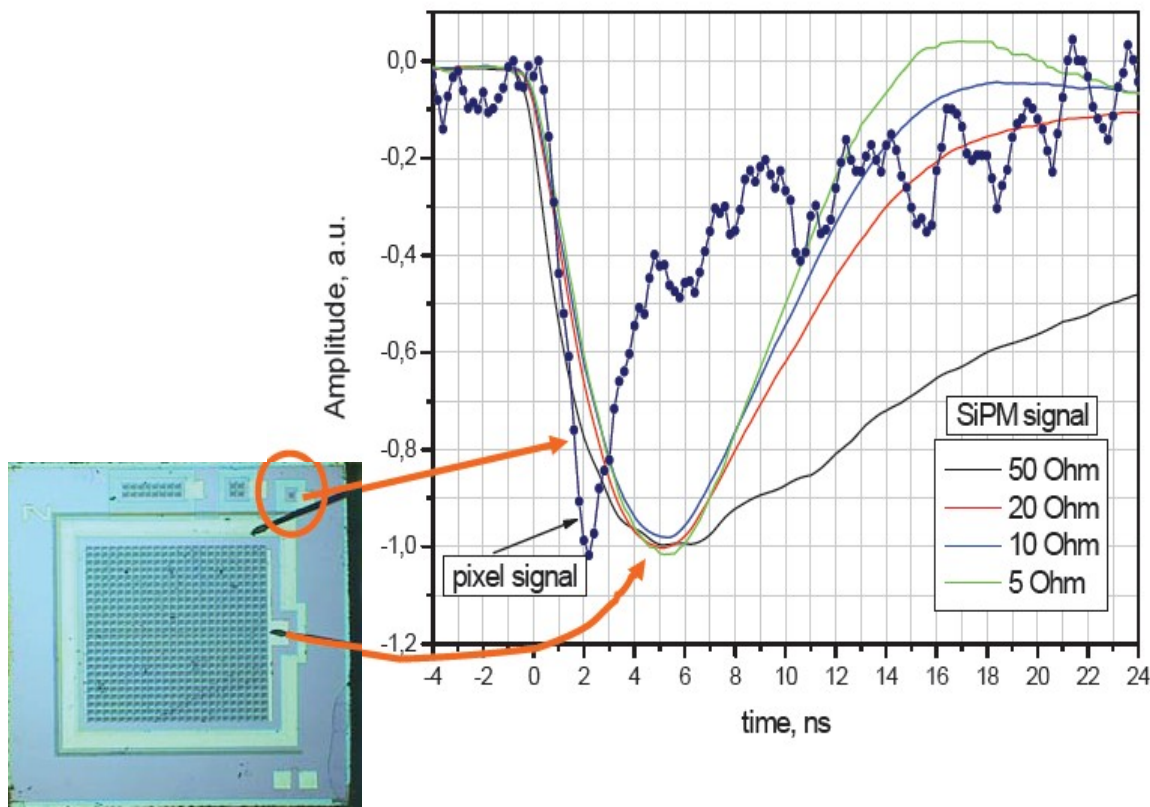 0,0
-0,2
-0,4
-0,6
-0,8
-1,0
-1,2
Amplitude, a.u.
-4 -2 0 2 4 6 8 10 12 14 16 18 20 22 24
time, ns
pixel signal
SiPM signal
50 Ohm
20 Ohm
10 Ohm
5 Ohm